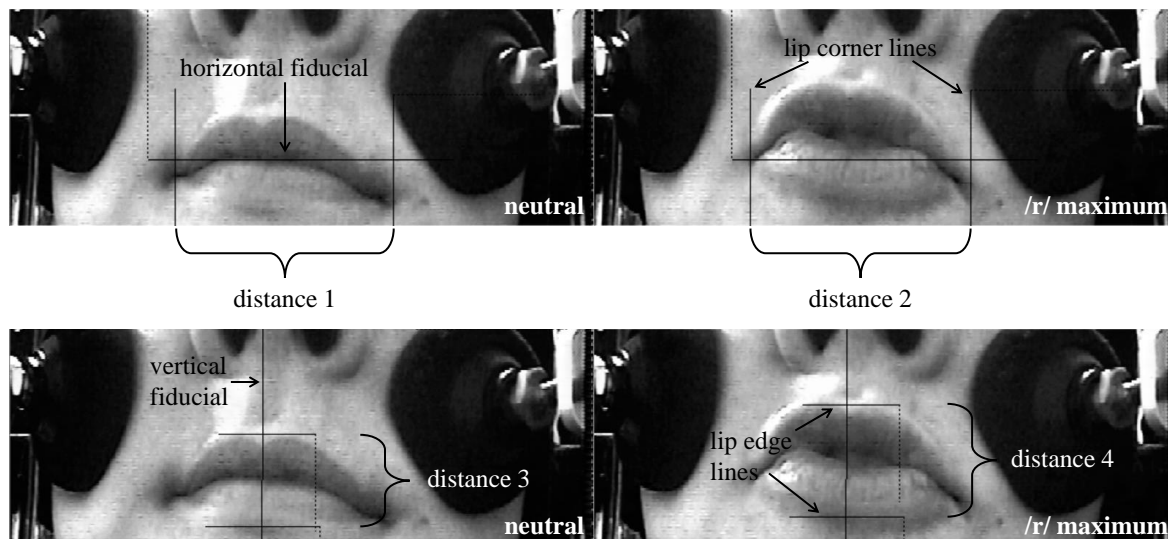 horizontal fiducial
neutral
lip corner lines
/r/ maximum
distance 1
distance 2
vertical
fiducial
distance 3
neutral
lip edge
lines
distance 4
/r/ maximum